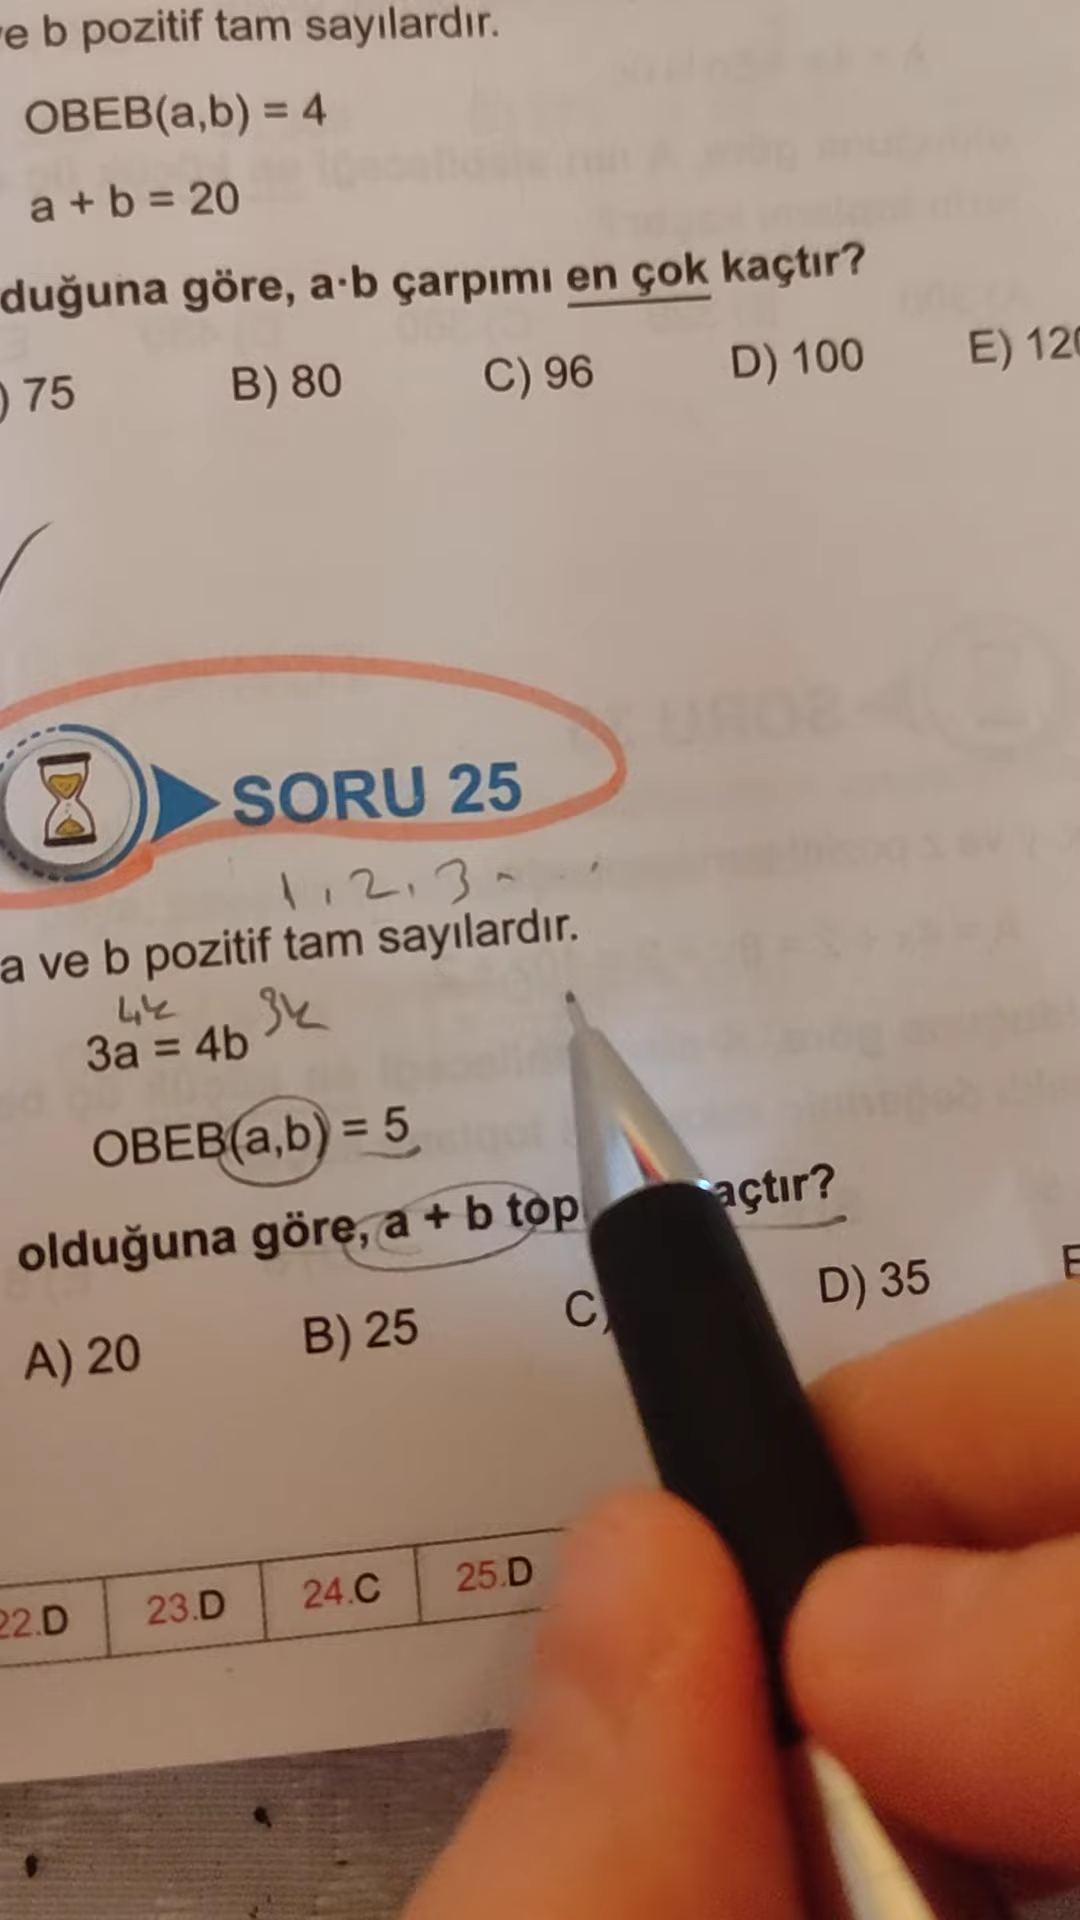 ve b pozitif tam sayılardır.
OBEB(a,b) = 4
a + b = 20
duğuna göre, a·b çarpımı en çok kaçtır?
) 75 B) 80 C) 96 D) 100 E) 120
SORU 25
1, 2, 3
a ve b pozitif tam sayılardır.
4k 3k
3a = 4b
OBEB(a,b) = 5
olduğuna göre, a + b top açtır?
A) 20 B) 25 C) D) 35 E
22.D 23.D 24.C 25.D